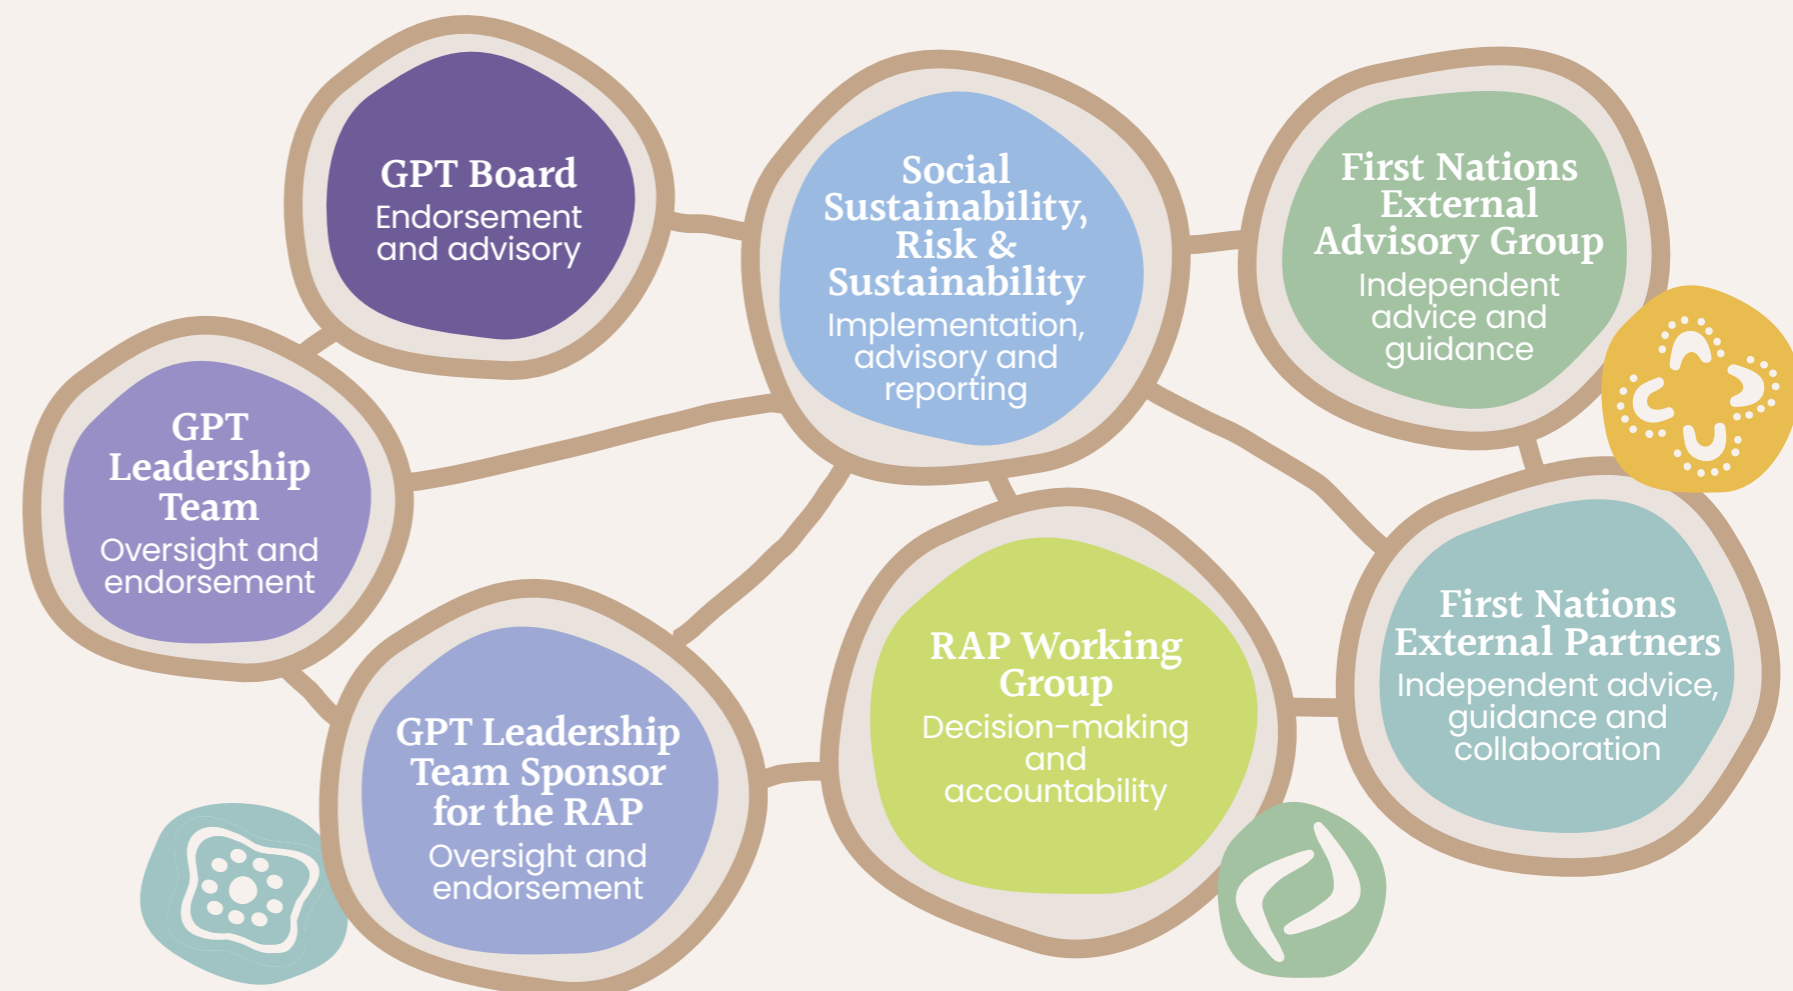 GPT Board
Endorsement
and advisory
Social
Sustainability,
Risk &
Sustainability
Implementation,
advisory and
reporting
First Nations
External
Advisory Group
Independent
advice and
guidance
GPT
Leadership
Team
Oversight and
endorsement
GPT Leadership
Team Sponsor
for the RAP
Oversight and
endorsement
RAP Working
Group
Decision-making
and
accountability
First Nations
External Partners
Independent advice,
guidance and
collaboration